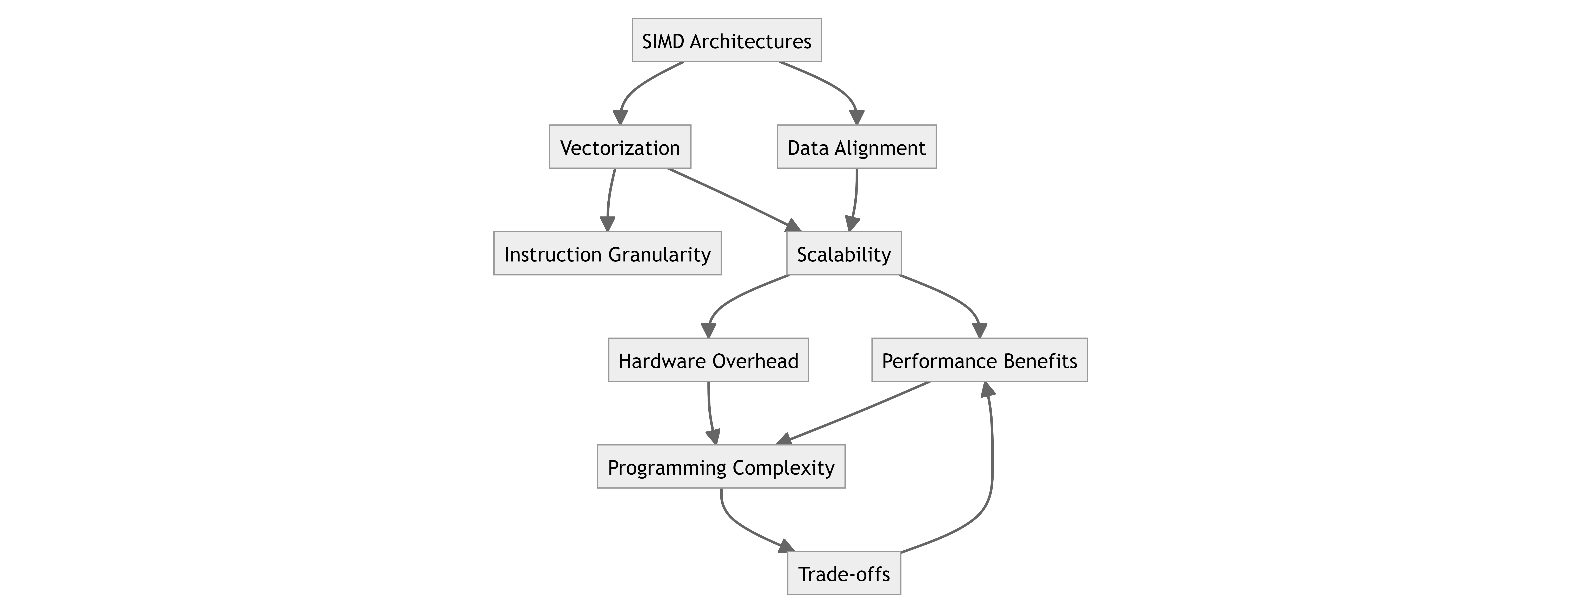 SIMD Architectures
Vectorization
Data Alignment
Instruction Granularity
Scalability
Hardware Overhead
Performance Benefits
Programming Complexity
Trade-offs